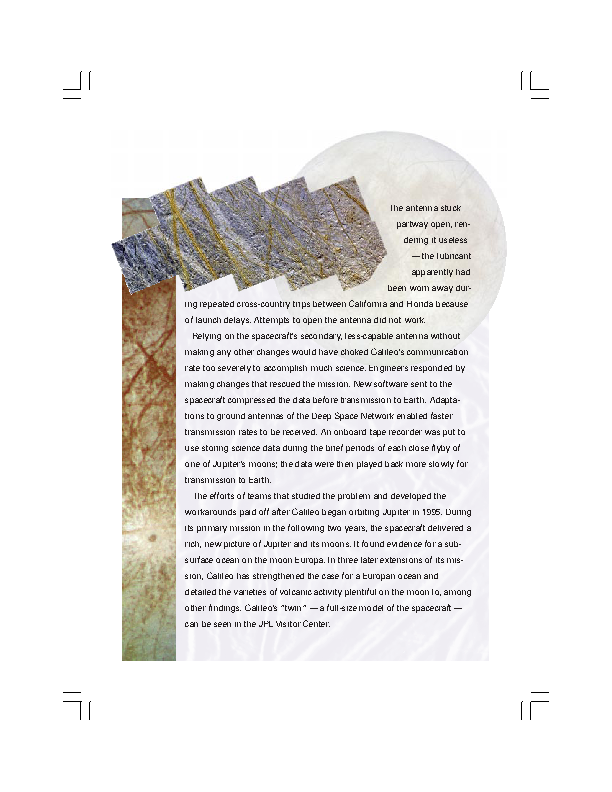 The antenna stuck
partway open, ren-
dering it useless
— the lubricant
apparently had
been worn away dur-
ing repeated cross-country trips between California and Florida because
of launch delays. Attempts to open the antenna did not work.
Relying on the spacecraft's secondary, less-capable antenna without
making any other changes would have choked Galileo's communication
rate too severely to accomplish much science. Engineers responded by
making changes that rescued the mission. New software sent to the
spacecraft compressed the data before transmission to Earth. Adapta-
tions to ground antennas of the Deep Space Network enabled faster
transmission rates to be received. An onboard tape recorder was put to
use storing science data during the brief periods of each close flyby of
one of Jupiter's moons; the data were then played back more slowly for
transmission to Earth.
The efforts of teams that studied the problem and developed the
workarounds paid off after Galileo began orbiting Jupiter in 1995. During
its primary mission in the following two years, the spacecraft delivered a
rich, new picture of Jupiter and its moons. It found evidence for a sub-
surface ocean on the moon Europa. In three later extensions of its mis-
sion, Galileo has strengthened the case for a Europan ocean and
detailed the varieties of volcanic activity plentiful on the moon Io, among
other findings. Galileo's "twin" — a full-size model of the spacecraft —
can be seen in the JPL Visitor Center.